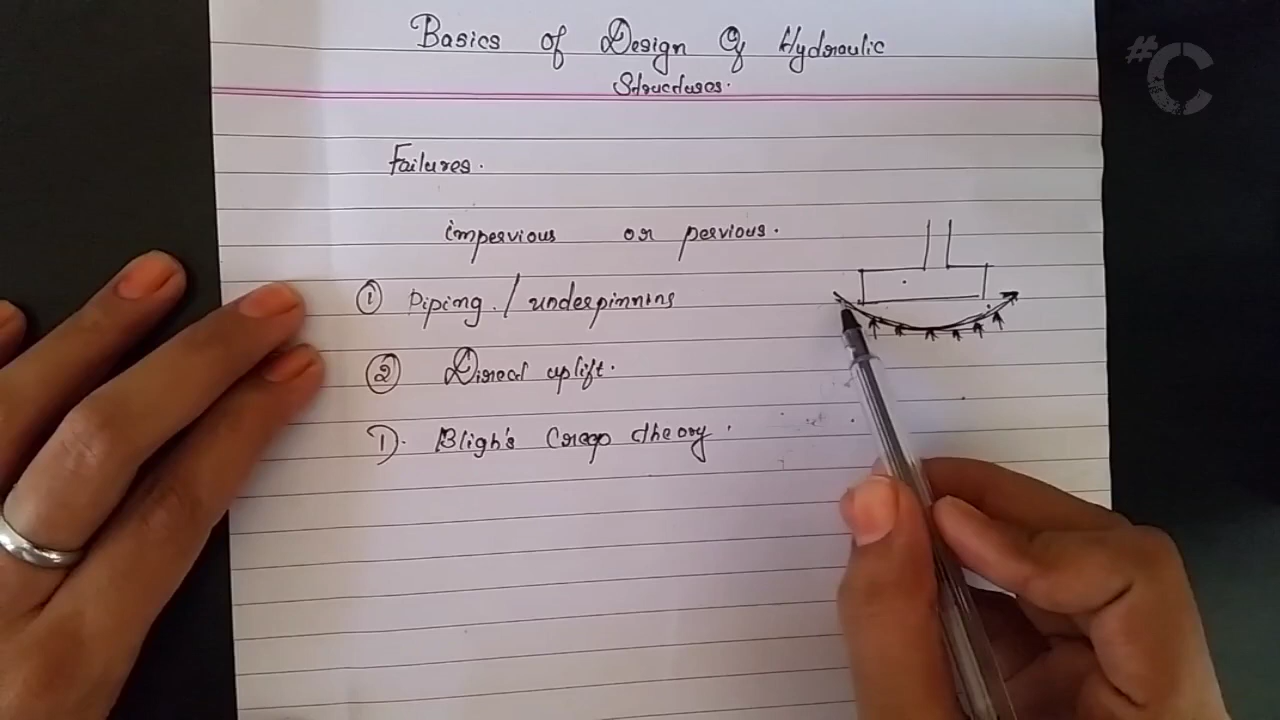 Basics of Design Of Hydraulic
Structures.
Failures.
impervious or pervious.
① Piping / underpinning
② Direct uplift.
1). Bligh's Creep theory.
#C